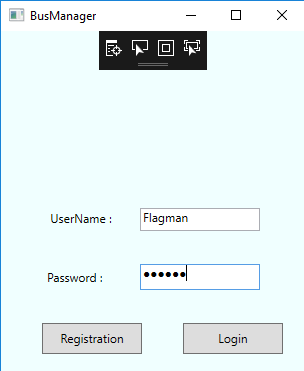 BusManager
UserName : Flagman
Password : ••••••
Registration Login